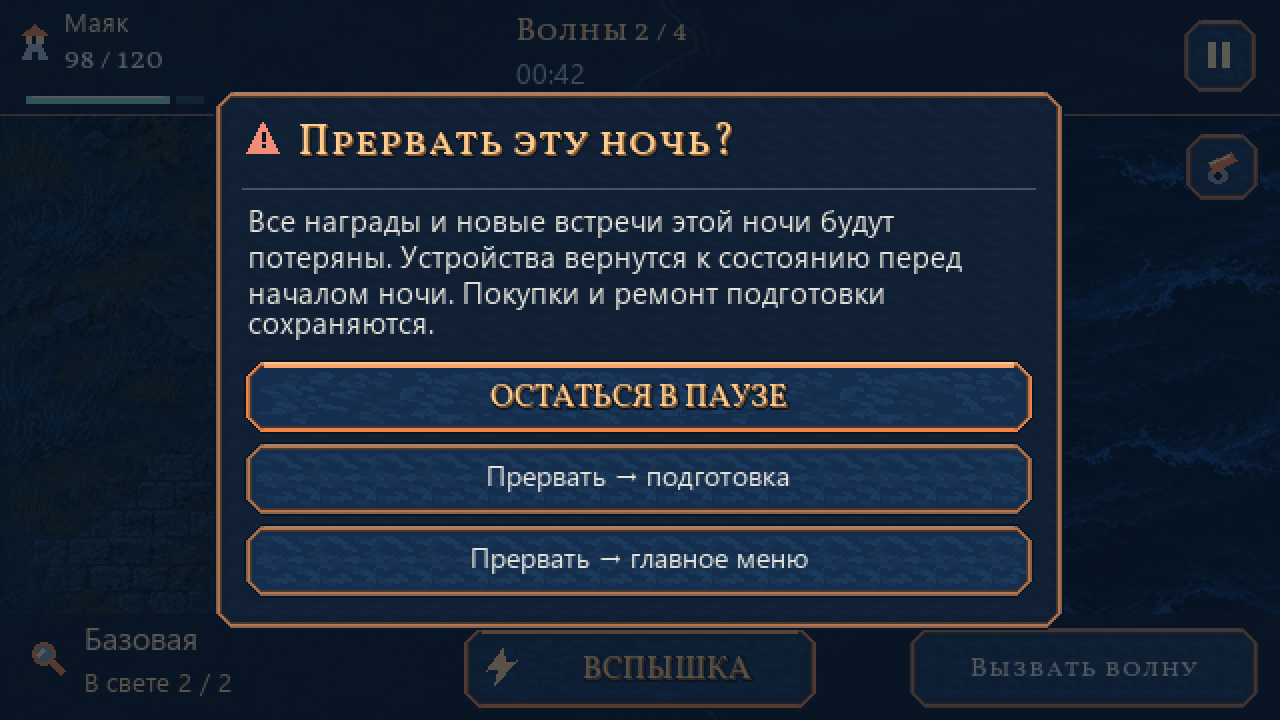 Маяк
98 / 120
Волны 2 / 4
00:42
Прервать эту ночь?
Все награды и новые встречи этой ночи будут
потеряны. Устройства вернутся к состоянию перед
началом ночи. Покупки и ремонт подготовки
сохраняются.
ОСТАТЬСЯ В ПАУЗЕ
Прервать → подготовка
Прервать → главное меню
Базовая
В свете 2 / 2
ВСПЫШКА
Вызвать волну